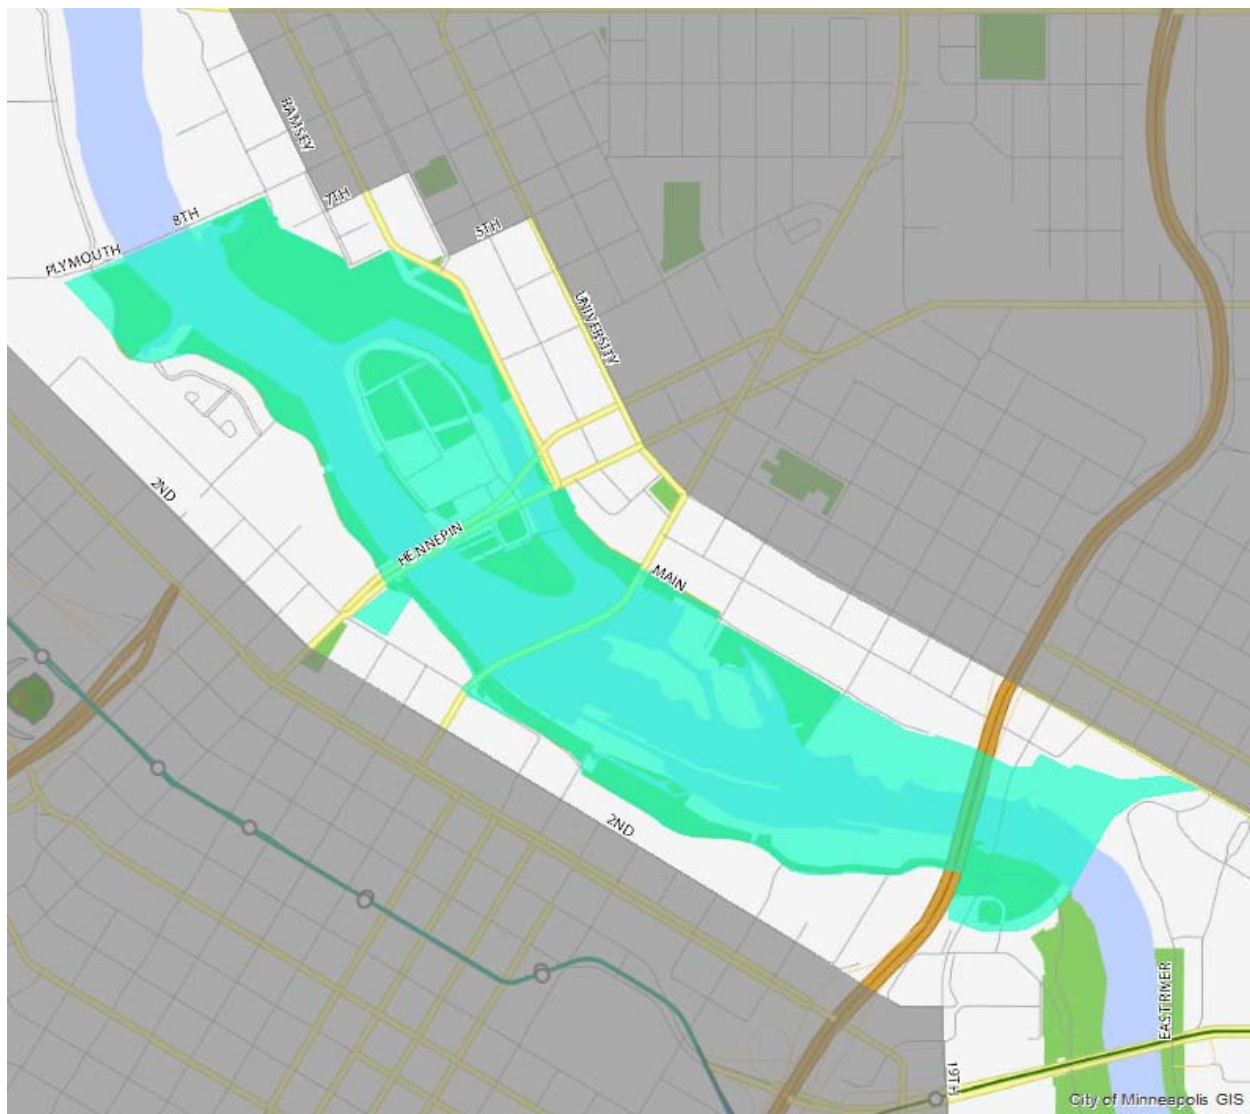 RAMSEY
7TH
8TH
5TH
PLYMOUTH
UNIVERSITY
2ND
HENNEPIN
MAIN
2ND
EAST RIVER
19TH
City of Minneapolis GIS